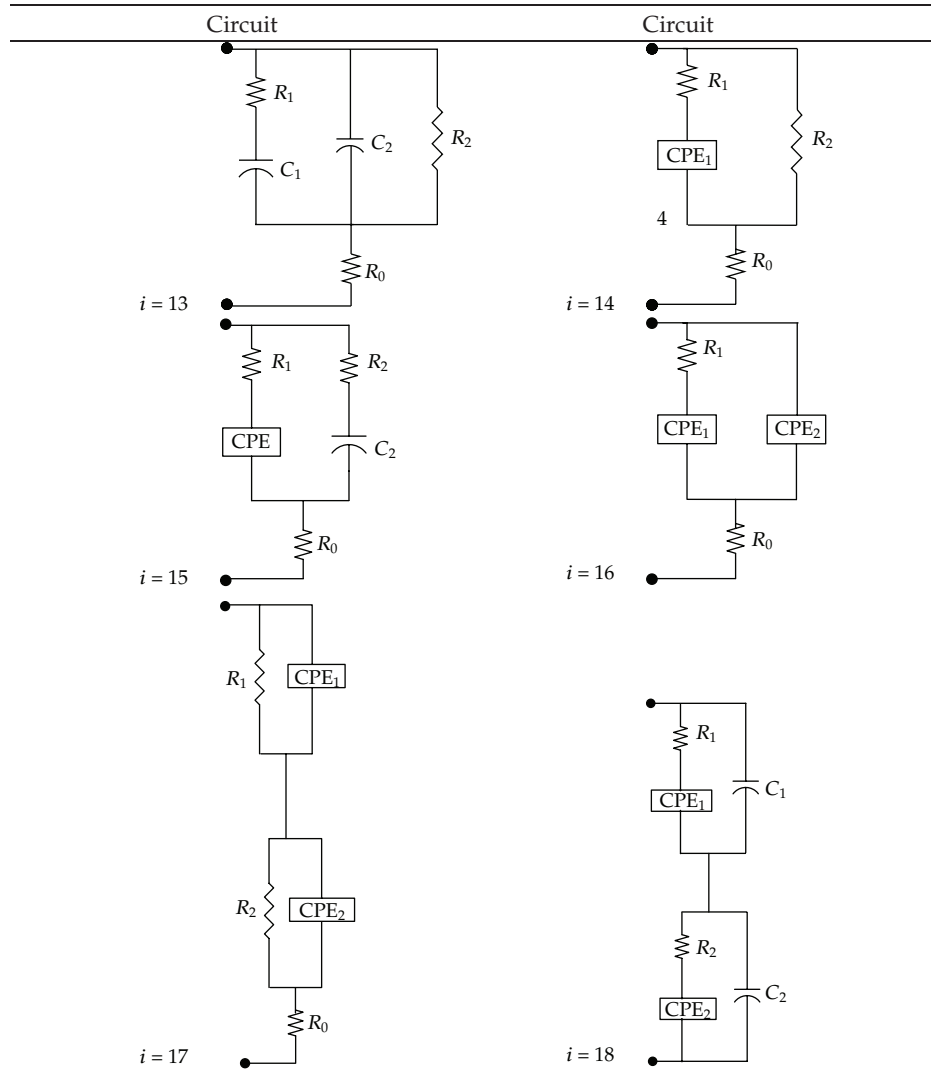 Circuit Circuit
R1
C1
C2
R2
R0
i = 13
R1
CPE1
R2
4
R0
i = 14
R1
CPE
R2
C2
R0
i = 15
R1
CPE1
CPE2
R0
i = 16
R1
CPE1
R2
CPE2
R0
i = 17
R1
CPE1
C1
R2
CPE2
C2
i = 18